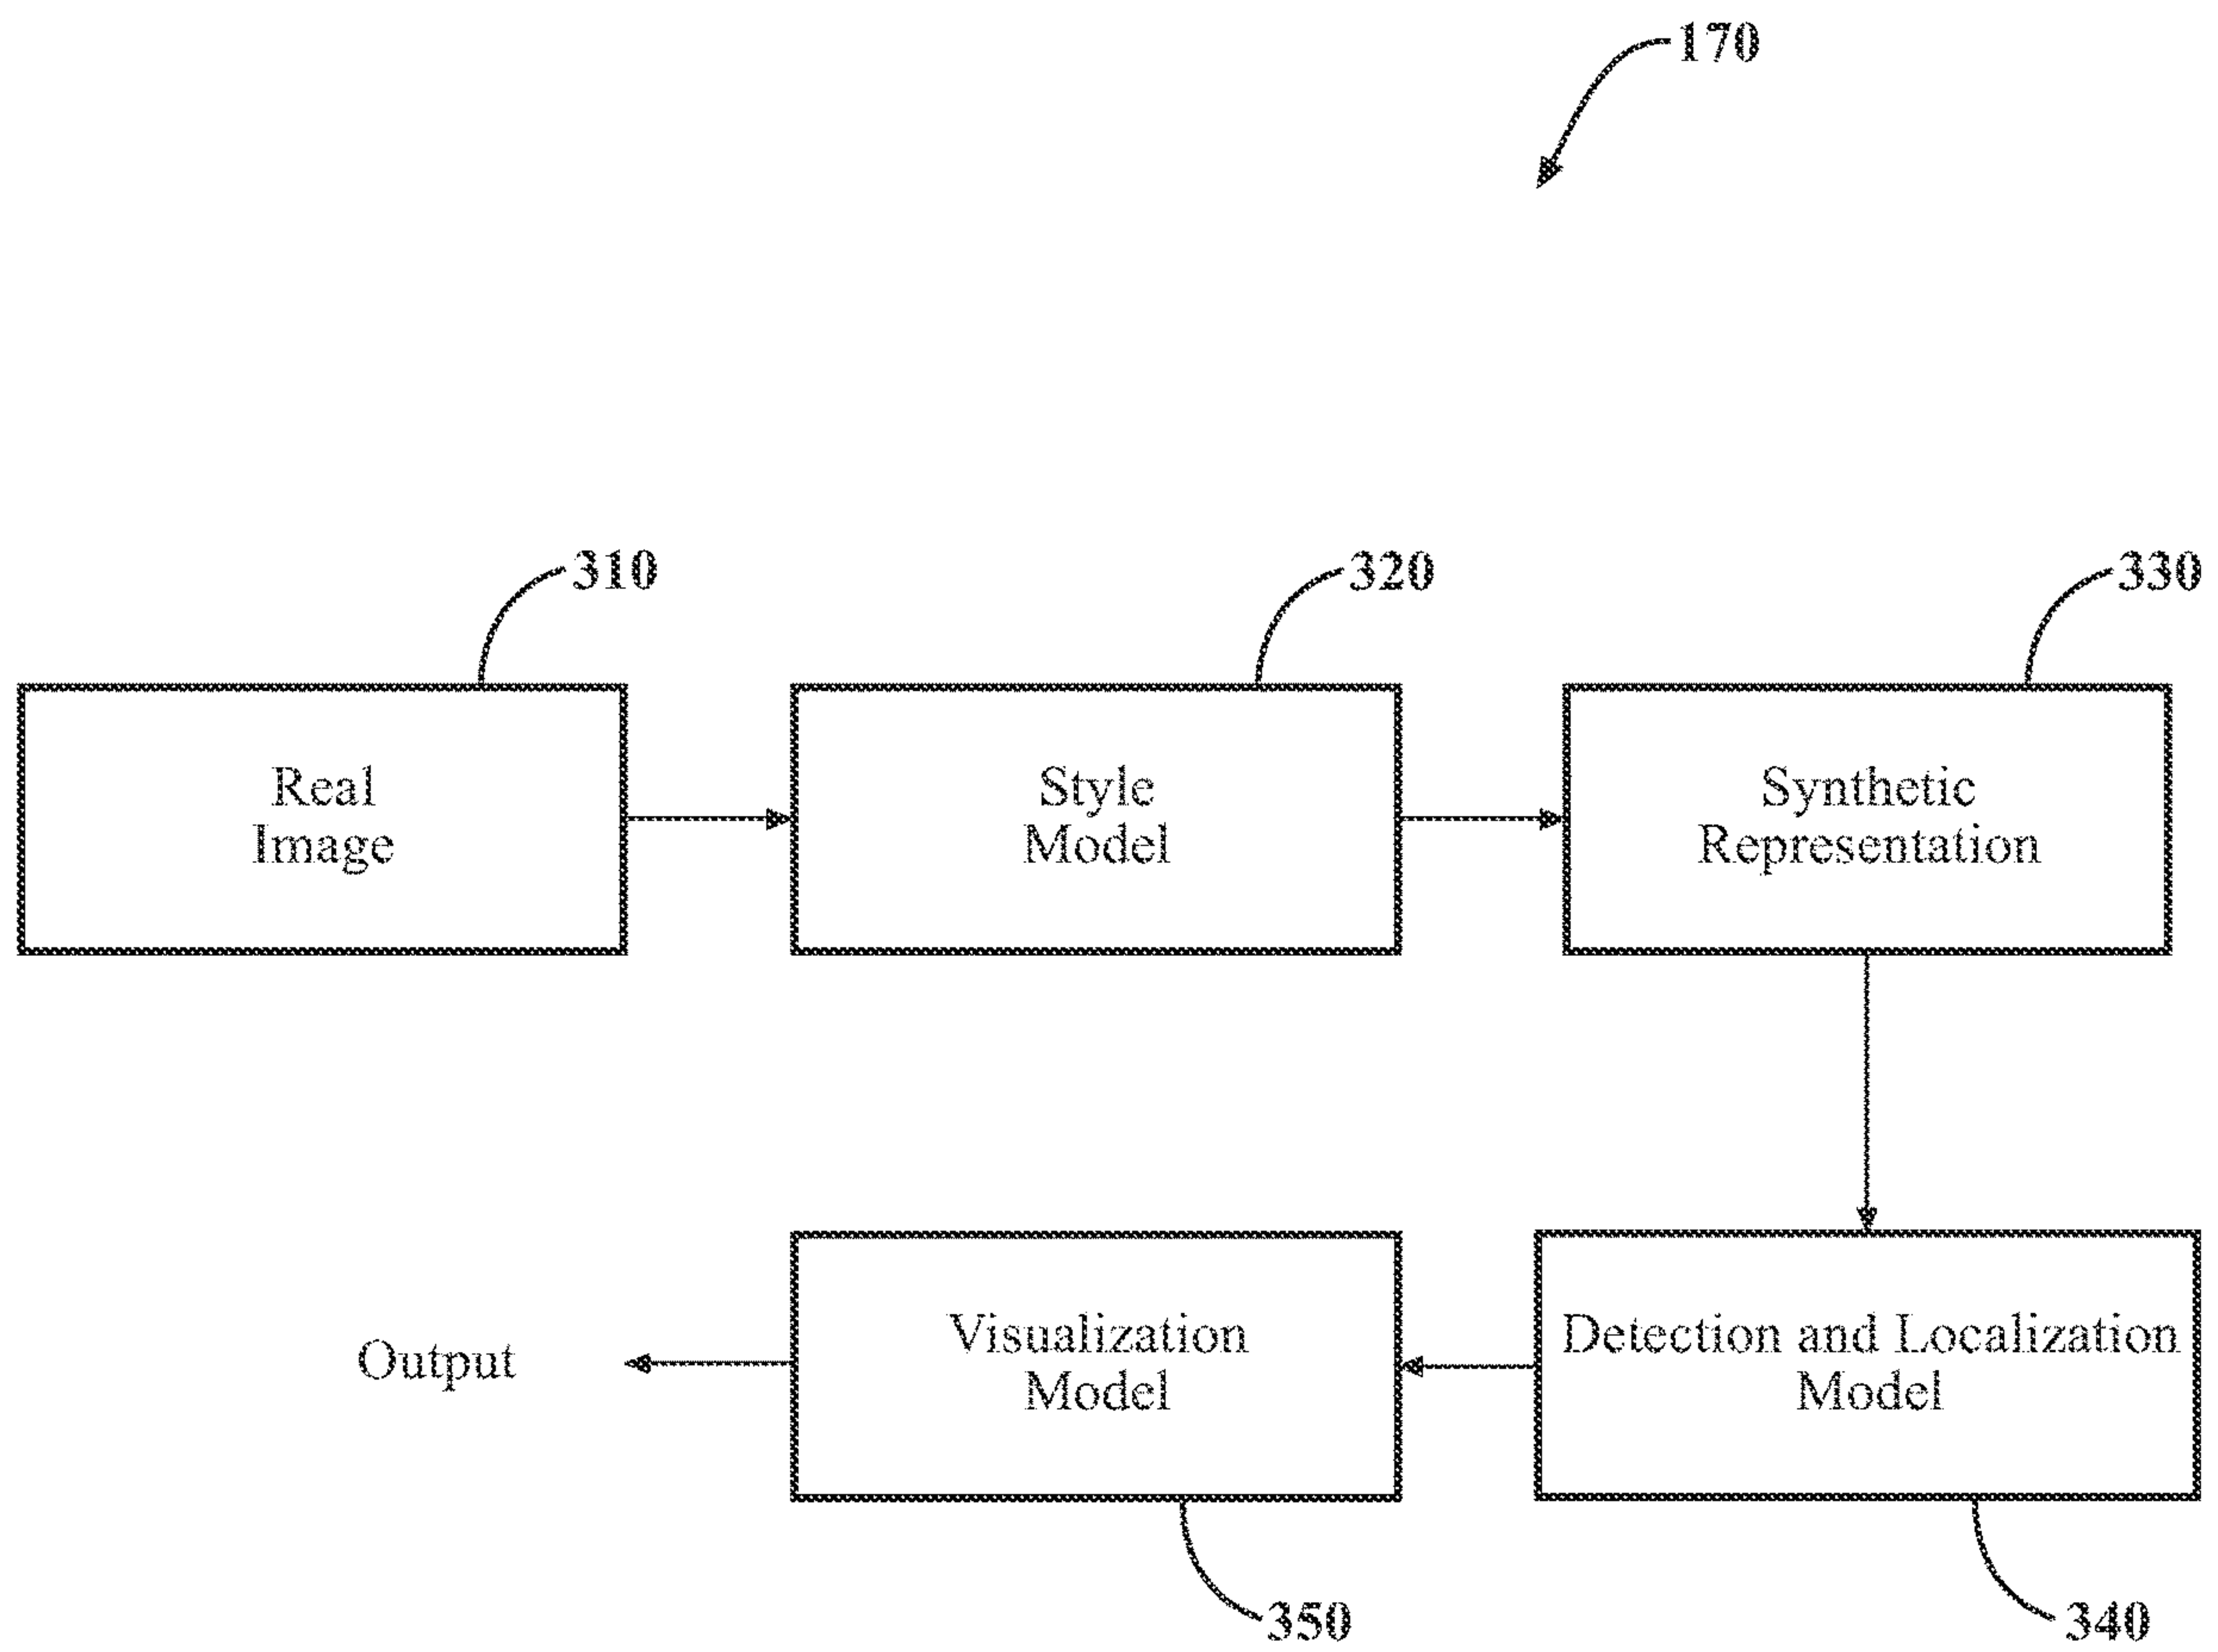 170
310
320
330
Real
Image
Style
Model
Synthetic
Representation
Output
Visualization
Model
Detection and Localization
Model
350
340